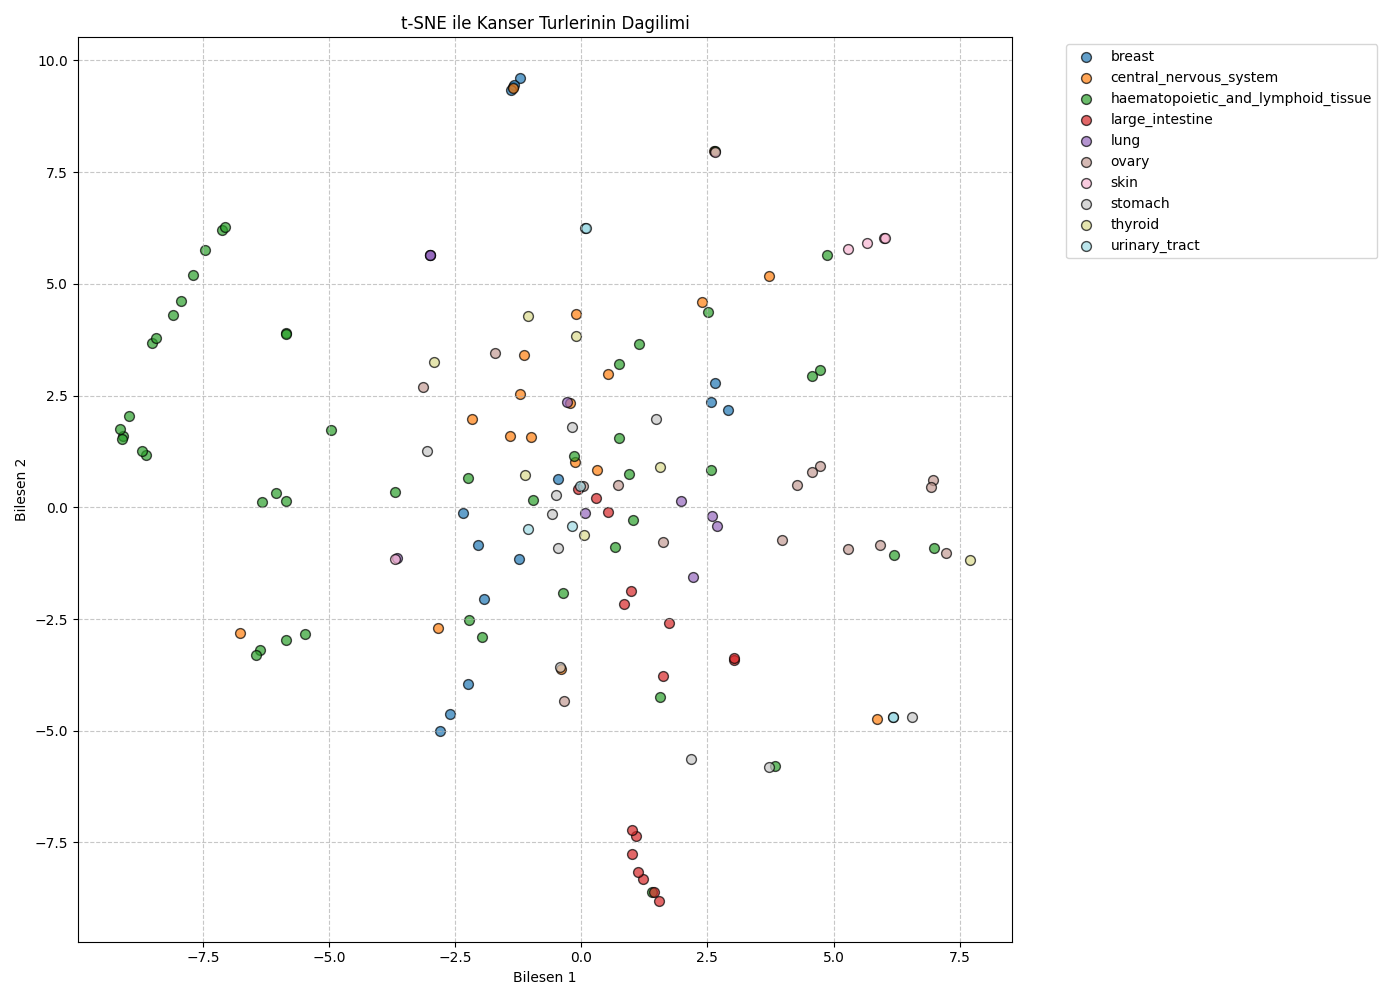 t-SNE ile Kanser Turlerinin Dagilimi
10.0
7.5
5.0
2.5
0.0
−2.5
−5.0
−7.5
Bilesen 2
−7.5 −5.0 −2.5 0.0 2.5 5.0 7.5
Bilesen 1
breast
central_nervous_system
haematopoietic_and_lymphoid_tissue
large_intestine
lung
ovary
skin
stomach
thyroid
urinary_tract